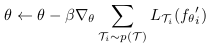 θ ← θ − β∇_θ ∑_{𝒯_i∼p(𝒯)} L_{𝒯_i}(f_{θ_i}′)